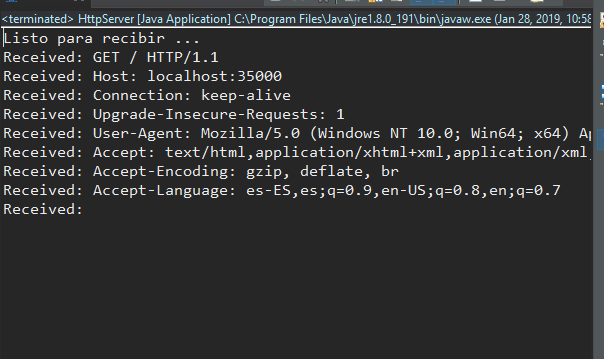 <terminated> HttpServer [Java Application] C:\Program Files\Java\jre1.8.0_191\bin\javaw.exe (Jan 28, 2019, 10:58
Listo para recibir ...
Received: GET / HTTP/1.1
Received: Host: localhost:35000
Received: Connection: keep-alive
Received: Upgrade-Insecure-Requests: 1
Received: User-Agent: Mozilla/5.0 (Windows NT 10.0; Win64; x64) Ap
Received: Accept: text/html,application/xhtml+xml,application/xml,
Received: Accept-Encoding: gzip, deflate, br
Received: Accept-Language: es-ES,es;q=0.9,en-US;q=0.8,en;q=0.7
Received: